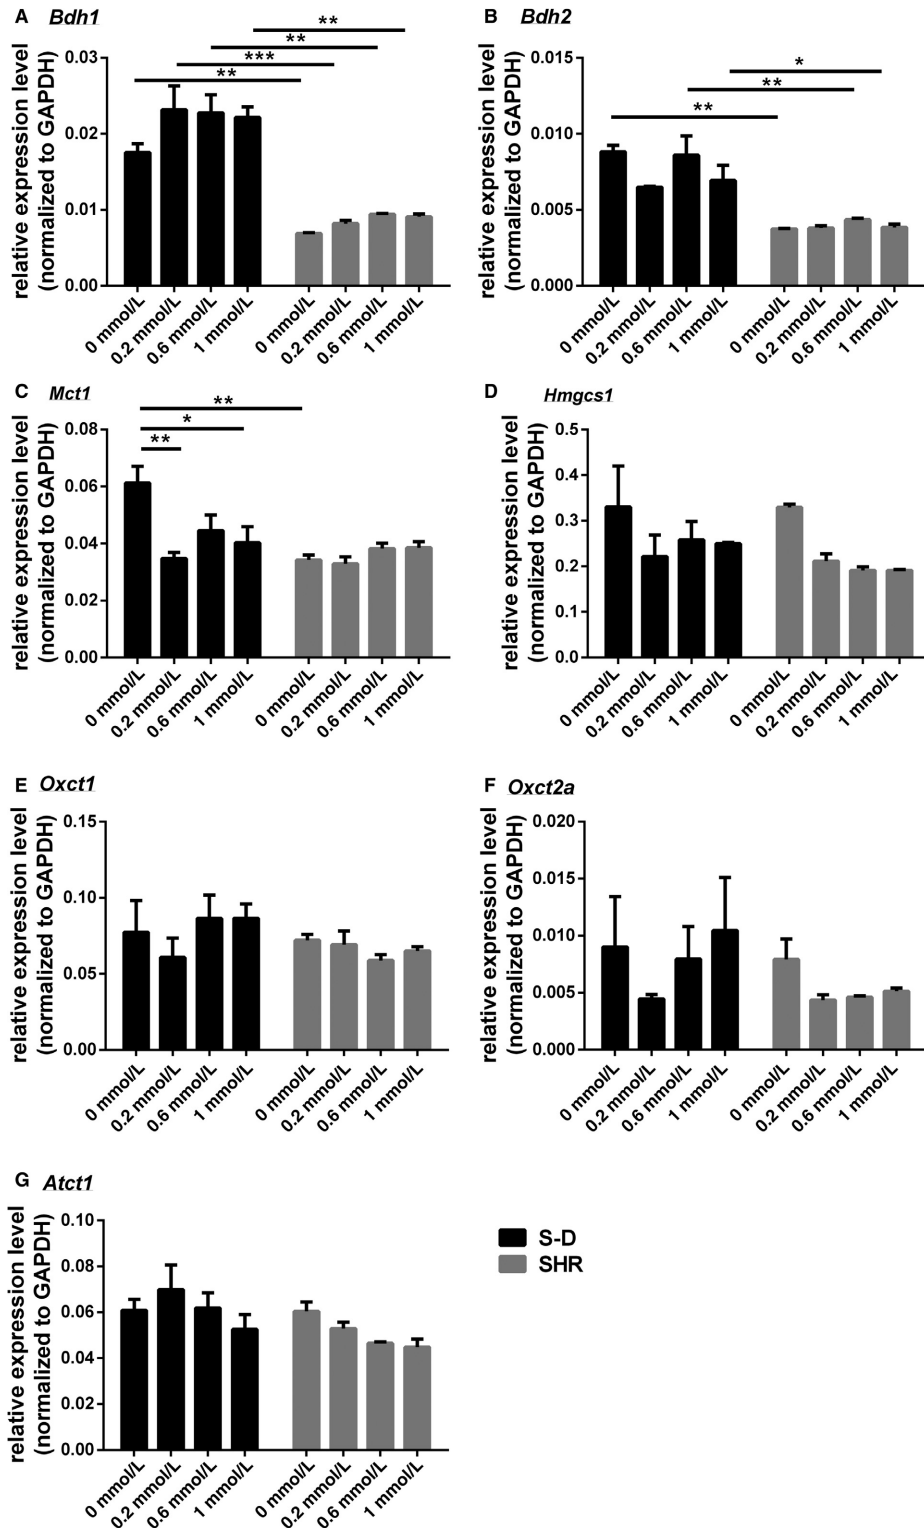 A Bdh1
relative expression level
(normalized to GAPDH)
0.03
0.02
0.01
0.00
**
**
***
**
0 mmol/L
0.2 mmol/L
0.6 mmol/L
1 mmol/L
0 mmol/L
0.2 mmol/L
0.6 mmol/L
1 mmol/L
B Bdh2
relative expression level
(normalized to GAPDH)
0.015
0.010
0.005
0.000
*
**
**
0 mmol/L
0.2 mmol/L
0.6 mmol/L
1 mmol/L
0 mmol/L
0.2 mmol/L
0.6 mmol/L
1 mmol/L
C Mct1
relative expression level
(normalized to GAPDH)
0.08
0.06
0.04
0.02
0.00
**
*
**
0 mmol/L
0.2 mmol/L
0.6 mmol/L
1 mmol/L
0 mmol/L
0.2 mmol/L
0.6 mmol/L
1 mmol/L
D Hmgcs1
relative expression level
(normalized to GAPDH)
0.5
0.4
0.3
0.2
0.1
0.0
0 mmol/L
0.2 mmol/L
0.6 mmol/L
1 mmol/L
0 mmol/L
0.2 mmol/L
0.6 mmol/L
1 mmol/L
E Oxct1
relative expression level
(normalized to GAPDH)
0.15
0.10
0.05
0.00
0 mmol/L
0.2 mmol/L
0.6 mmol/L
1 mmol/L
0 mmol/L
0.2 mmol/L
0.6 mmol/L
1 mmol/L
F Oxct2a
relative expression level
(normalized to GAPDH)
0.020
0.015
0.010
0.005
0.000
0 mmol/L
0.2 mmol/L
0.6 mmol/L
1 mmol/L
0 mmol/L
0.2 mmol/L
0.6 mmol/L
1 mmol/L
G Atct1
relative expression level
(normalized to GAPDH)
0.10
0.08
0.06
0.04
0.02
0.00
0 mmol/L
0.2 mmol/L
0.6 mmol/L
1 mmol/L
0 mmol/L
0.2 mmol/L
0.6 mmol/L
1 mmol/L
S-D
SHR